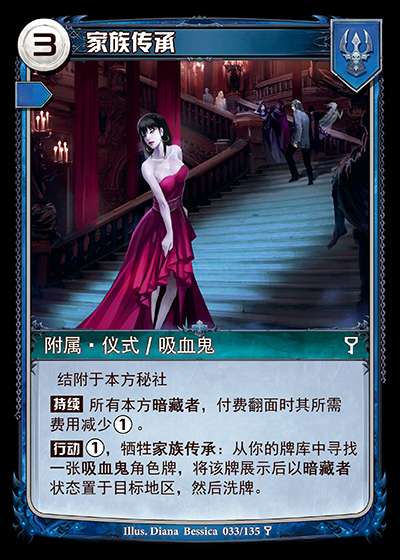 3 家族传承
附属·仪式 / 吸血鬼
结附于本方秘社
持续 所有本方暗藏者，付费翻面时其所需
费用减少①。
行动 ①，牺牲家族传承：从你的牌库中寻找
一张吸血鬼角色牌，将该牌展示后以暗藏者
状态置于目标地区，然后洗牌。
Illus. Diana Bessica 033/135